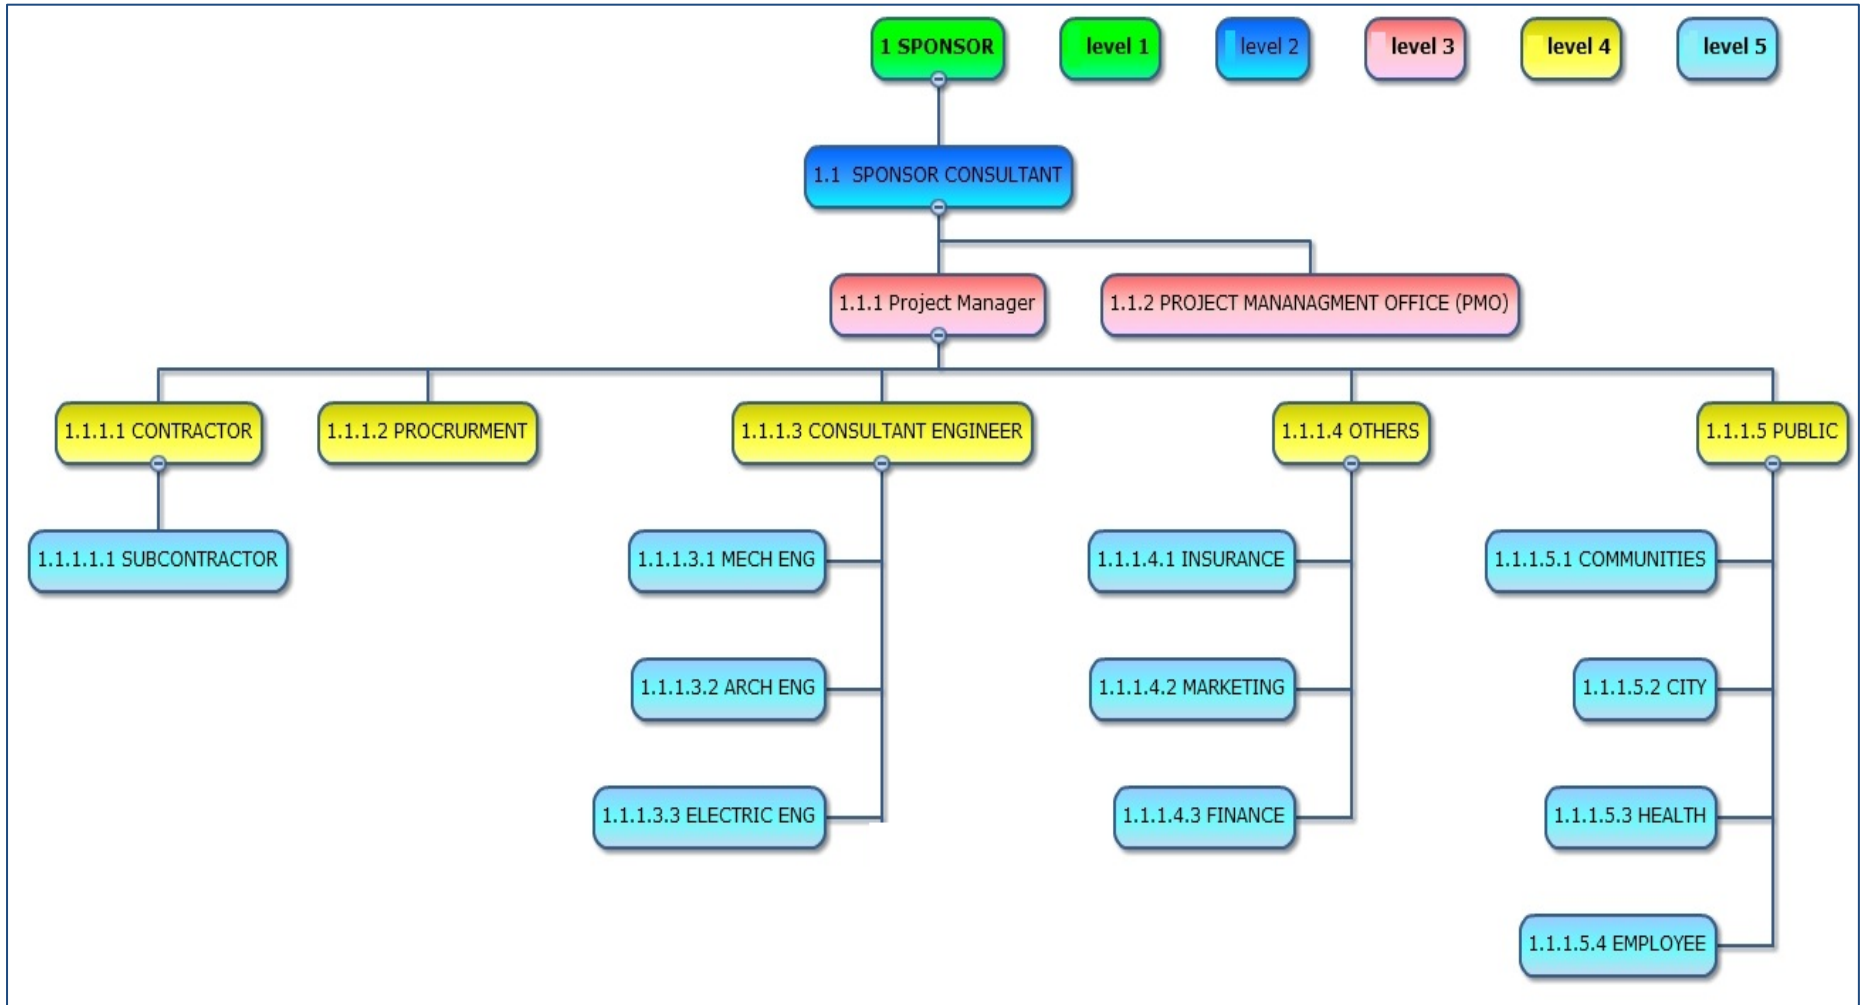 1 SPONSOR
level 1
level 2
level 3
level 4
level 5
1.1 SPONSOR CONSULTANT
1.1.1 Project Manager
1.1.2 PROJECT MANANAGMENT OFFICE (PMO)
1.1.1.1 CONTRACTOR
1.1.1.2 PROCRURMENT
1.1.1.3 CONSULTANT ENGINEER
1.1.1.4 OTHERS
1.1.1.5 PUBLIC
1.1.1.1.1 SUBCONTRACTOR
1.1.1.3.1 MECH ENG
1.1.1.4.1 INSURANCE
1.1.1.5.1 COMMUNITIES
1.1.1.3.2 ARCH ENG
1.1.1.4.2 MARKETING
1.1.1.5.2 CITY
1.1.1.3.3 ELECTRIC ENG
1.1.1.4.3 FINANCE
1.1.1.5.3 HEALTH
1.1.1.5.4 EMPLOYEE